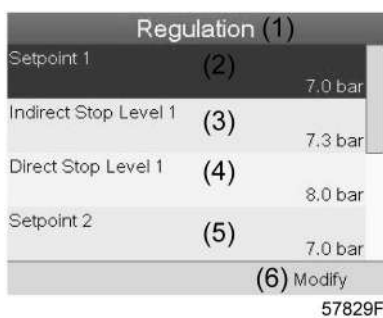 Regulation (1)
Setpoint 1 (2)
7.0 bar
Indirect Stop Level 1 (3)
7.3 bar
Direct Stop Level 1 (4)
8.0 bar
Setpoint 2 (5)
7.0 bar
(6) Modify
57829F